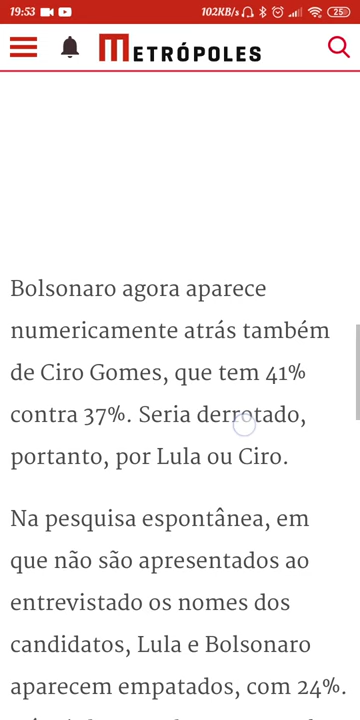 19:53 102KB/s 25
METRÓPOLES
Bolsonaro agora aparece
numericamente atrás também
de Ciro Gomes, que tem 41%
contra 37%. Seria derrotado,
portanto, por Lula ou Ciro.
Na pesquisa espontânea, em
que não são apresentados ao
entrevistado os nomes dos
candidatos, Lula e Bolsonaro
aparecem empatados, com 24%.